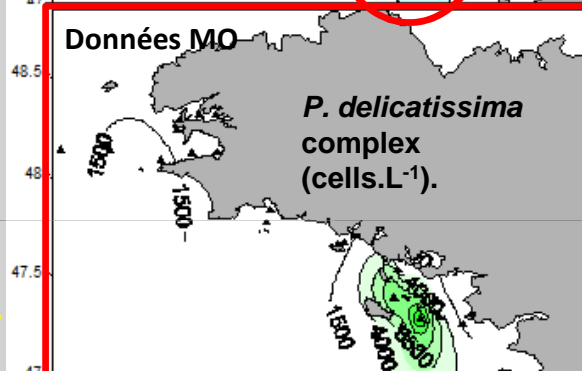 Données MO
48.5
P. delicatissima
complex
(cells.L⁻¹).
1500
48
1500
47.5
1500
4000